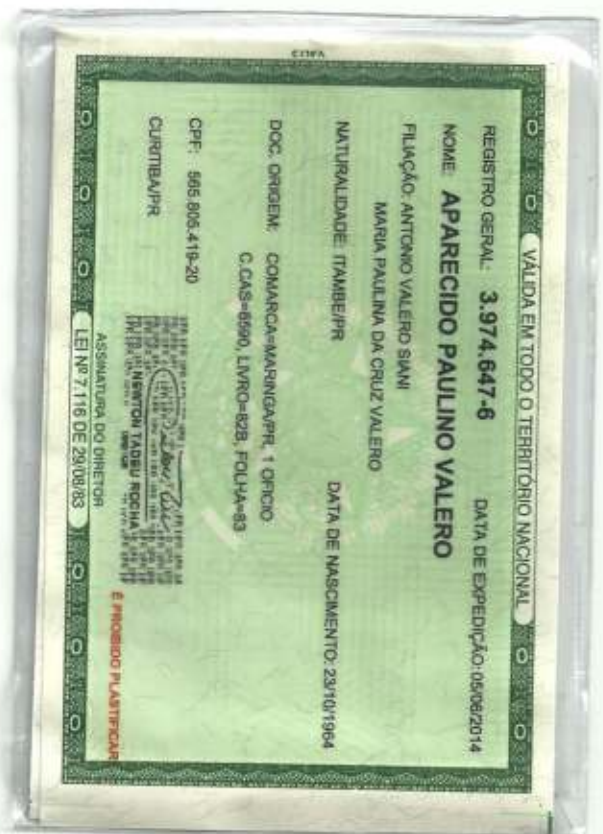 VÁLIDA EM TODO O TERRITÓRIO NACIONAL
REGISTRO GERAL: 3.974.647-6 DATA DE EXPEDIÇÃO: 05/06/2014
NOME: APARECIDO PAULINO VALERO
FILIAÇÃO: ANTONIO VALERO SIANI
MARIA PAULINA DA CRUZ VALERO
NATURALIDADE: ITAMBE/PR DATA DE NASCIMENTO: 23/10/1964
DOC. ORIGEM: COMARCA=MARINGA/PR, 1 OFICIO
C.CAS=6590, LIVRO=82B, FOLHA=83
CPF: 565.805.419-20
CURITIBA/PR
NEWTON TADEU ROCHA
ASSINATURA DO DIRETOR
É PROIBIDO PLASTIFICAR
LEI Nº 7.116 DE 29/08/83